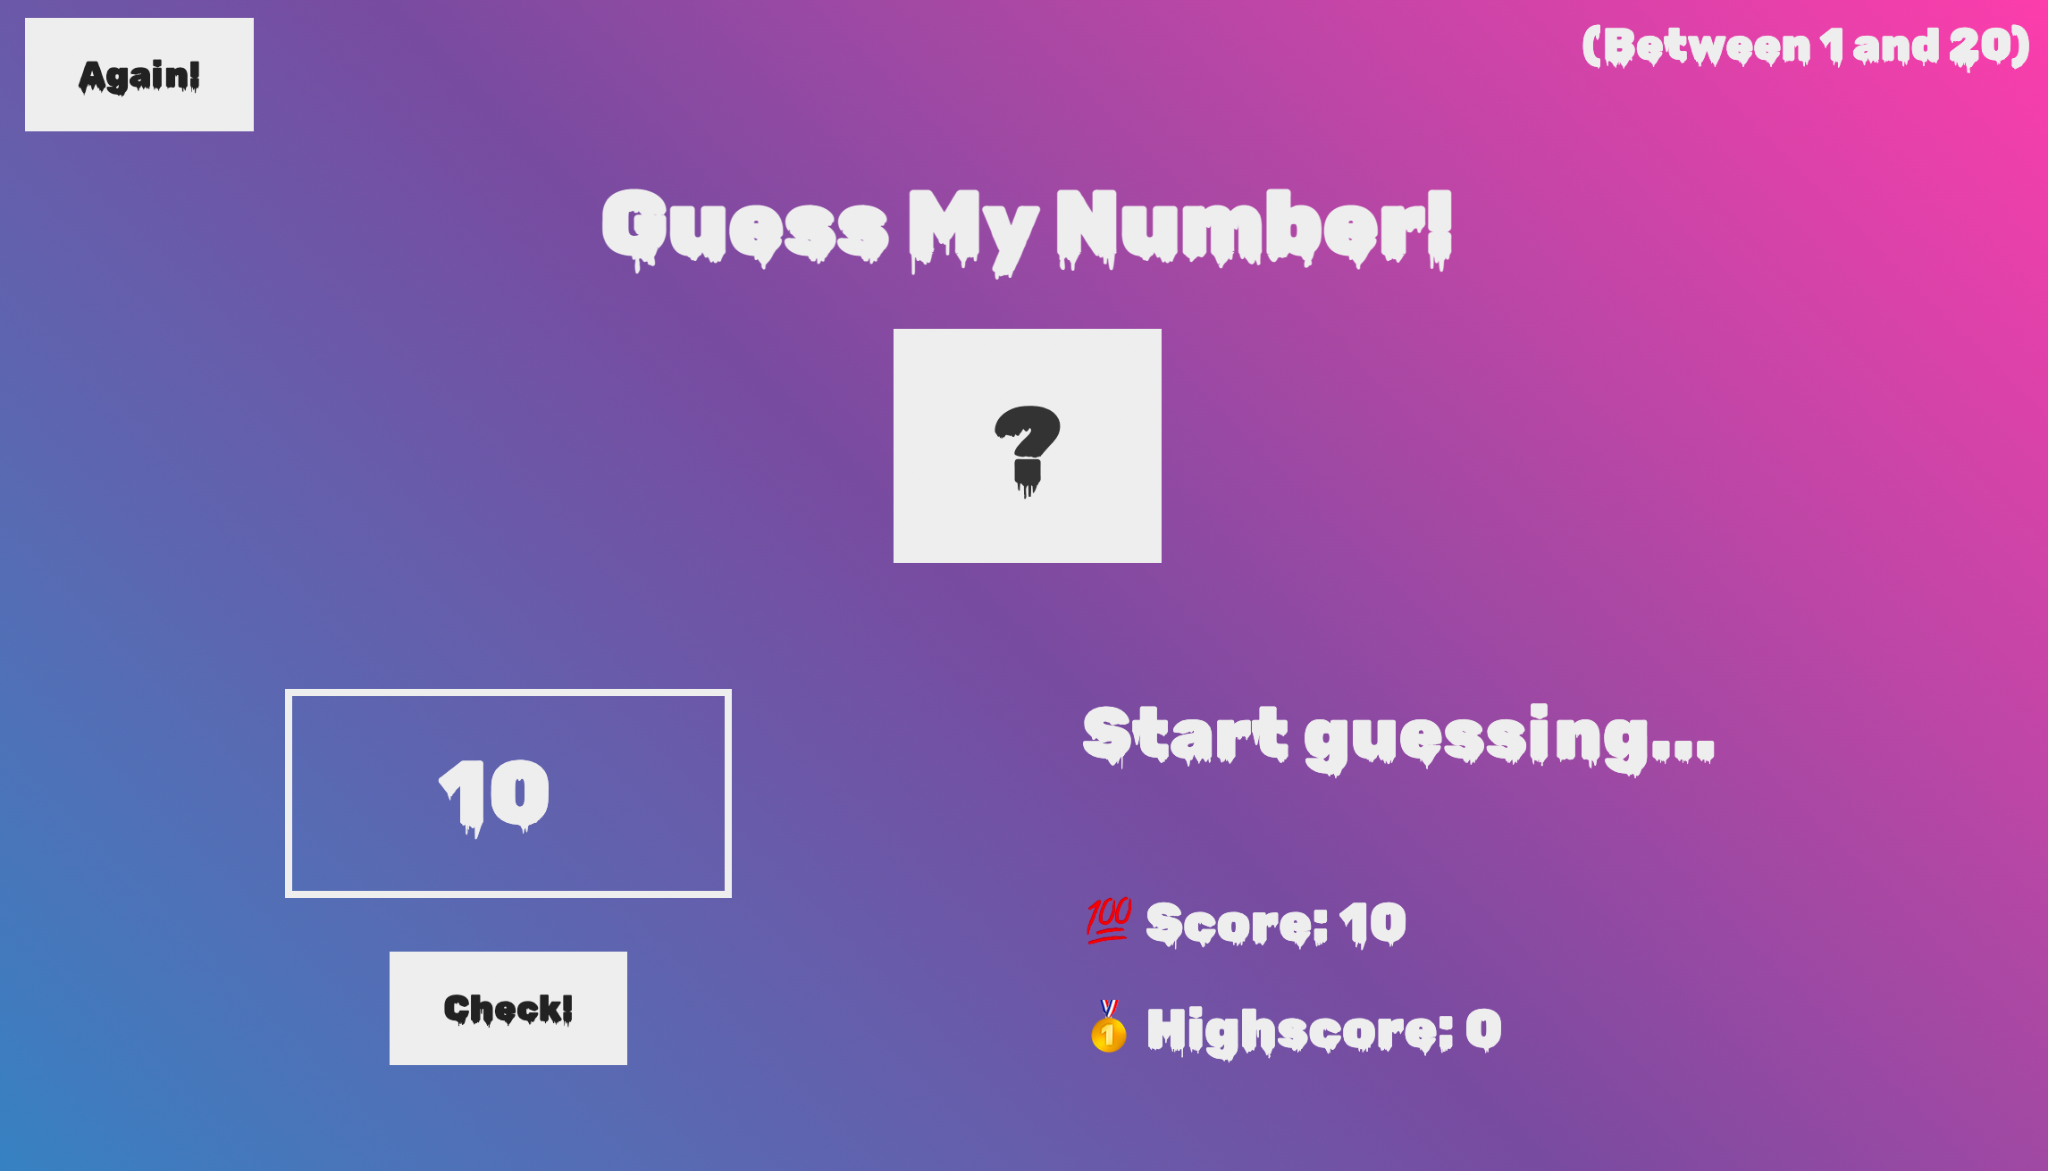 Again!
(Between 1 and 20)
Guess My Number!
?
10
Start guessing...
Check!
💯 Score: 10
🥇 Highscore: 0